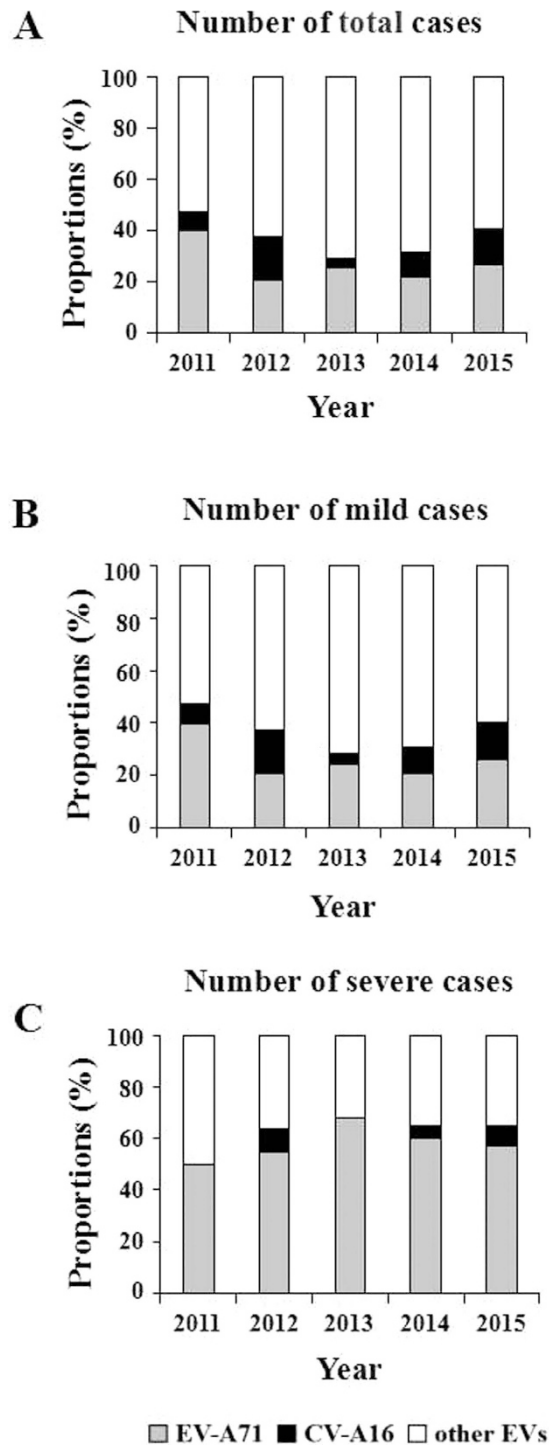 A
Number of total cases
Proportions (%)
100
80
60
40
20
0
2011 2012 2013 2014 2015
Year
B
Number of mild cases
Proportions (%)
100
80
60
40
20
0
2011 2012 2013 2014 2015
Year
Number of severe cases
C
Proportions (%)
100
80
60
40
20
0
2011 2012 2013 2014 2015
Year
EV-A71 CV-A16 other EVs